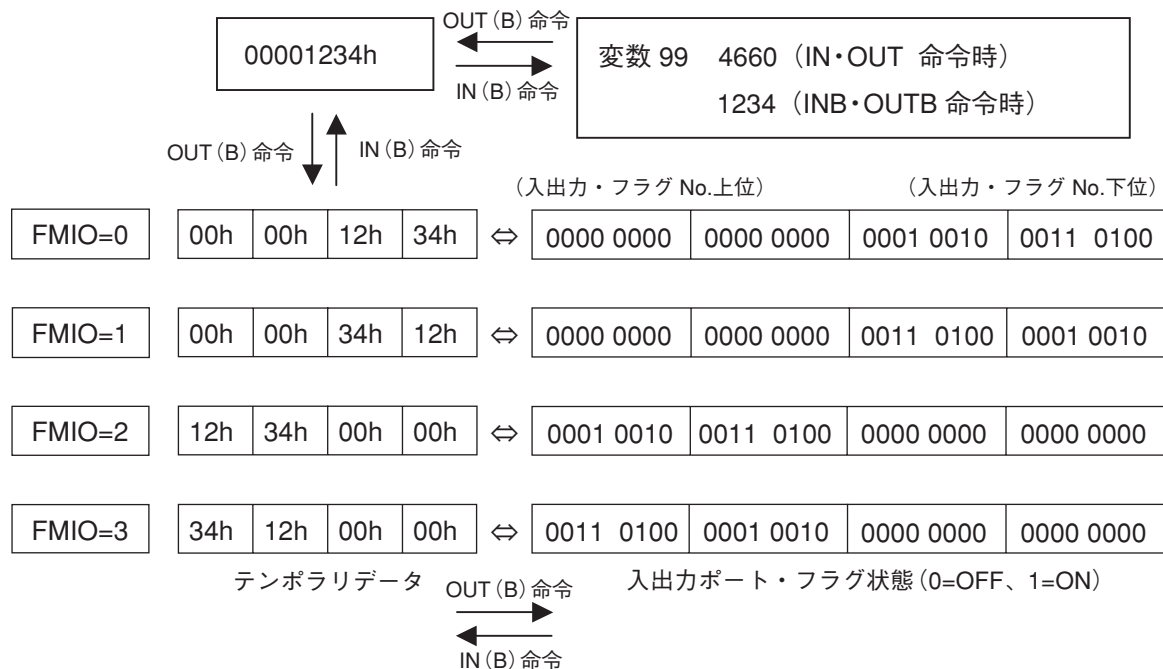 OUT(B)命令
00001234h
IN(B)命令
変数 99 4660(IN・OUT 命令時)
1234(INB・OUTB 命令時)
OUT(B)命令
IN(B)命令
(入出力・フラグ No.上位)
(入出力・フラグ No.下位)
FMIO=0 00h 00h 12h 34h ⇔ 0000 0000 0000 0000 0001 0010 0011 0100
FMIO=1 00h 00h 34h 12h ⇔ 0000 0000 0000 0000 0011 0100 0001 0010
FMIO=2 12h 34h 00h 00h ⇔ 0001 0010 0011 0100 0000 0000 0000 0000
FMIO=3 34h 12h 00h 00h ⇔ 0011 0100 0001 0010 0000 0000 0000 0000
テンポラリデータ
OUT(B)命令
入出力ポート・フラグ状態(0=OFF、1=ON)
IN(B)命令